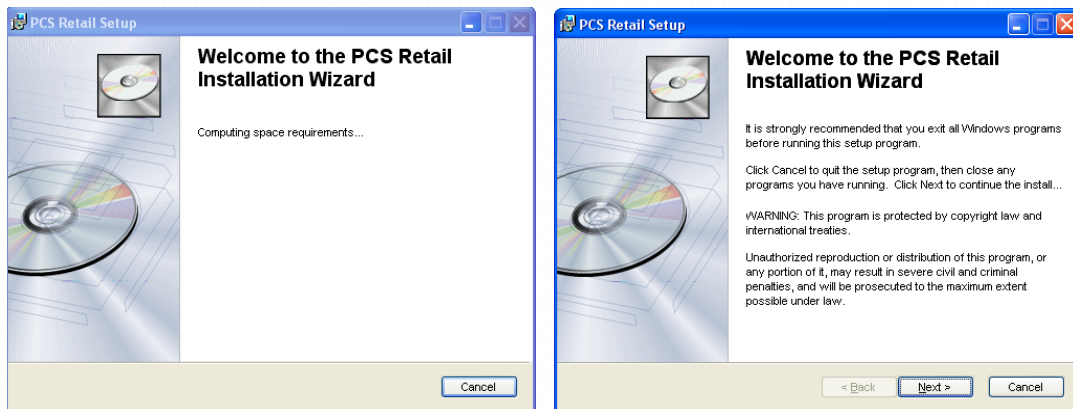 PCS Retail Setup
Welcome to the PCS Retail
Installation Wizard
Computing space requirements...
Cancel
PCS Retail Setup
Welcome to the PCS Retail
Installation Wizard
It is strongly recommended that you exit all Windows programs
before running this setup program.
Click Cancel to quit the setup program, then close any
programs you have running. Click Next to continue the install...
WARNING: This program is protected by copyright law and
international treaties.
Unauthorized reproduction or distribution of this program, or
any portion of it, may result in severe civil and criminal
penalties, and will be prosecuted to the maximum extent
possible under law.
< Back
Next >
Cancel